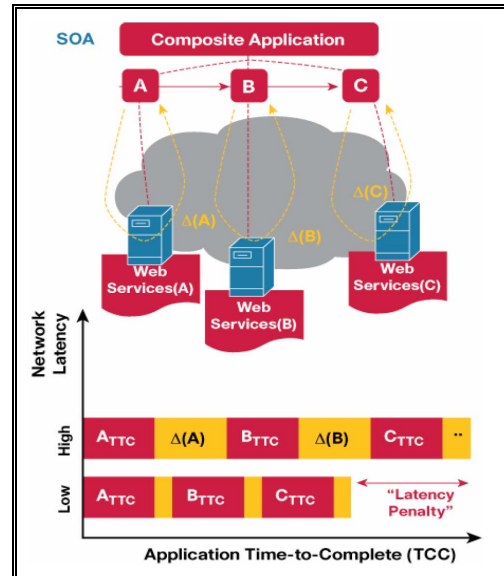 SOA
Composite Application
A
B
C
Δ(A)
Δ(B)
Δ(C)
Web
Services(A)
Web
Services(B)
Web
Services(C)
Network
Latency
High
ATTC
Δ(A)
BTTC
Δ(B)
CTTC
..
Low
ATTC
BTTC
CTTC
"Latency
Penalty"
Application Time-to-Complete (TCC)